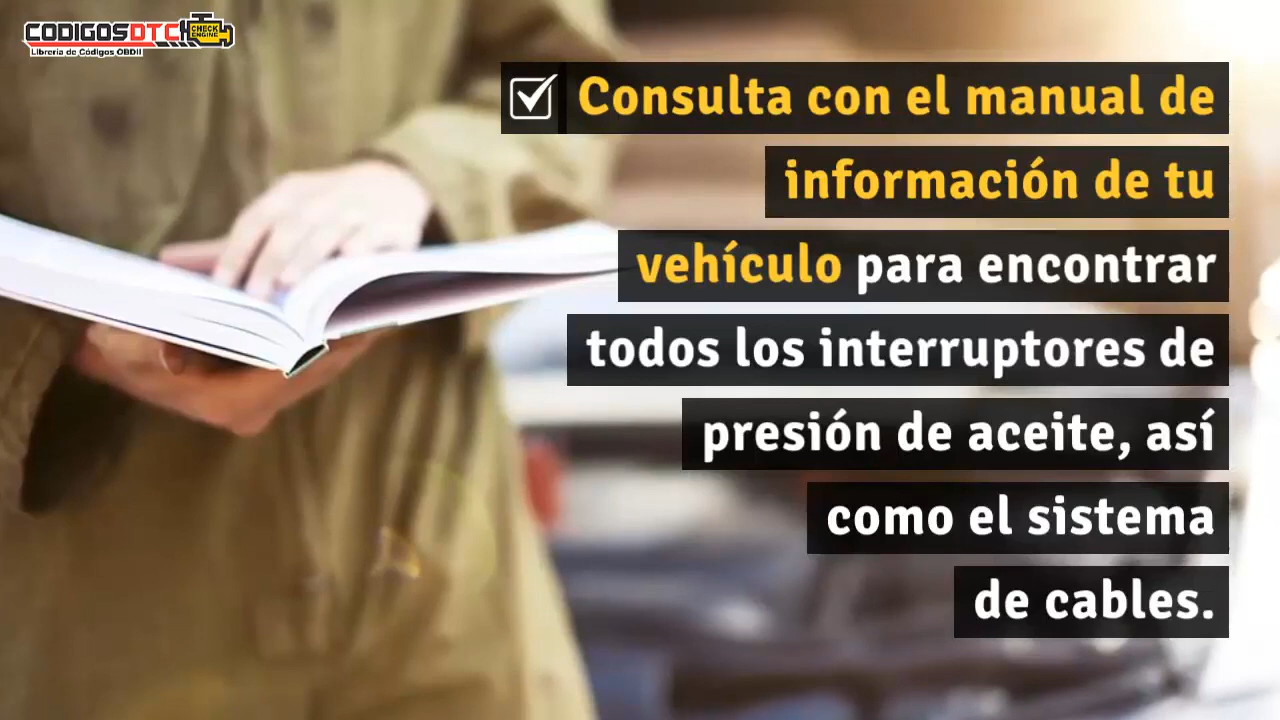 CODIGOSDTC
CHECK
ENGINE
Librería de Códigos OBDII
Consulta con el manual de
información de tu
vehículo para encontrar
todos los interruptores de
presión de aceite, así
como el sistema
de cables.